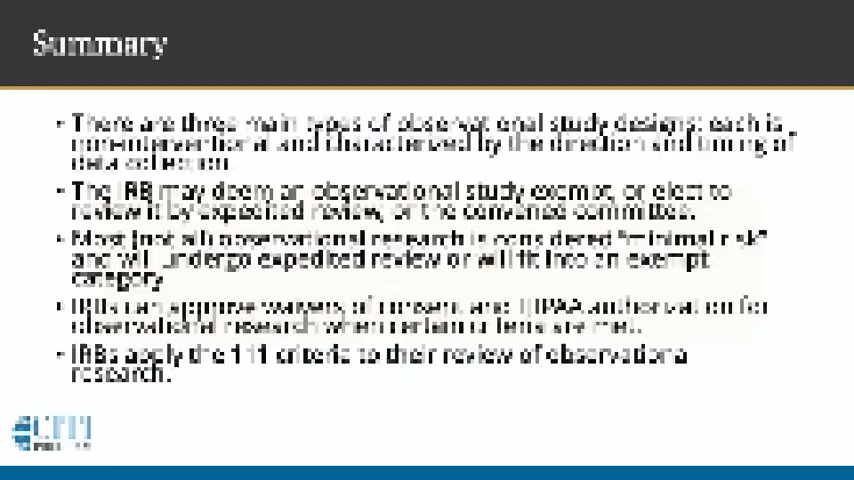 Summary
• There are three main types of observational study designs; each is
noninterventional and characterized by the direction and timing of
data collection.
• The IRB may deem an observational study exempt, or elect to
review it by expedited review, or the convened committee.
• Most (not all) observational research is considered "minimal risk"
and will undergo expedited review or will fit into an exempt
category.
• IRBs can approve waivers of consent and HIPAA authorization for
observational research when certain criteria are met.
• IRBs apply the 111 criteria to their review of observational
research.
CITI
PROGRAM